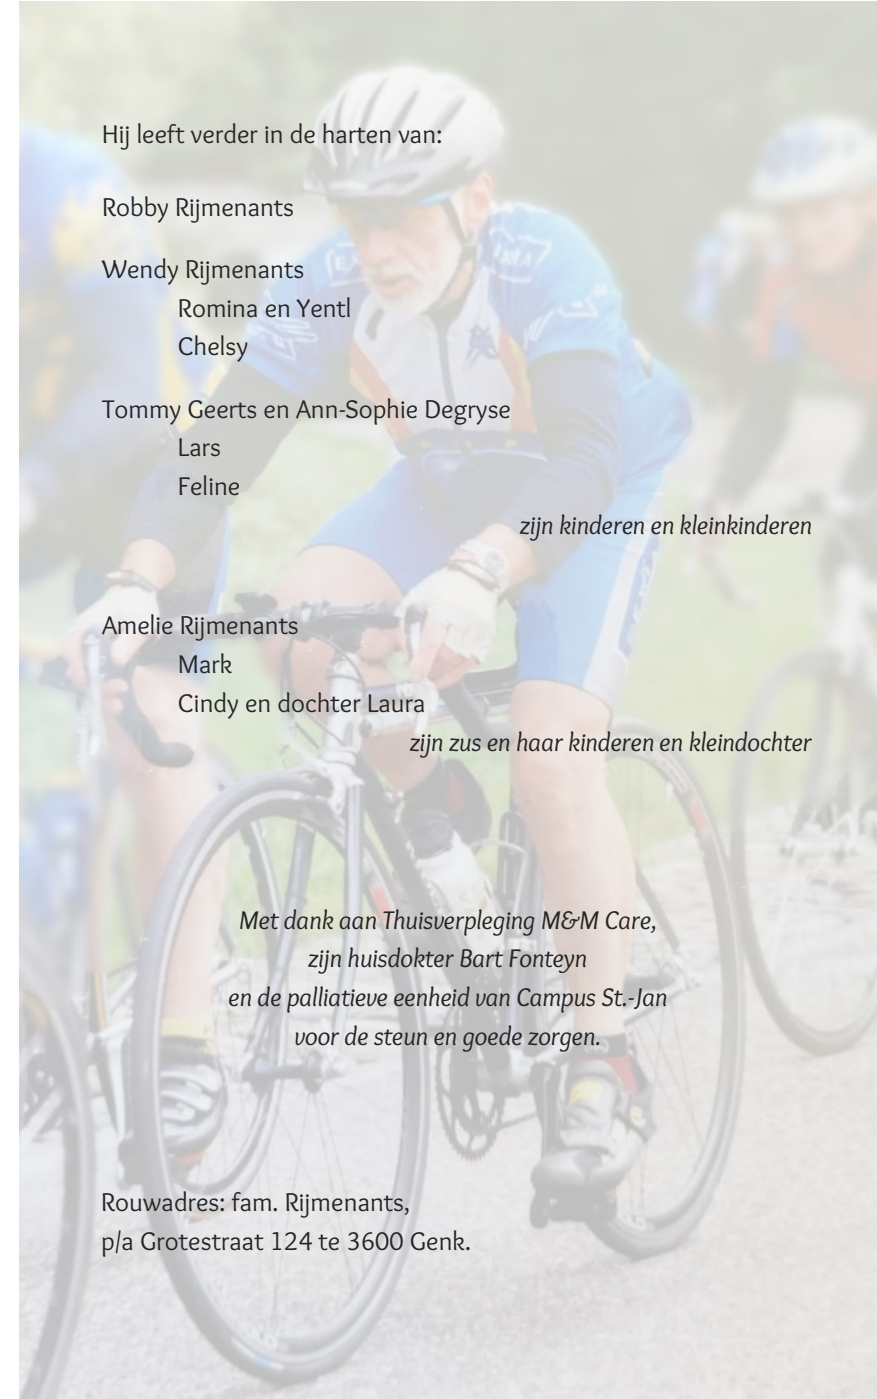 Hij leeft verder in de harten van:
Robby Rijmenants
Wendy Rijmenants
Romina en Yentl
Chelsy
Tommy Geerts en Ann-Sophie Degryse
Lars
Feline
zijn kinderen en kleinkinderen
Amelie Rijmenants
Mark
Cindy en dochter Laura
zijn zus en haar kinderen en kleindochter
Met dank aan Thuisverpleging M&M Care,
zijn huisdokter Bart Fonteyn
en de palliatieve eenheid van Campus St.-Jan
voor de steun en goede zorgen.
Rouwadres: fam. Rijmenants,
p/a Grotestraat 124 te 3600 Genk.